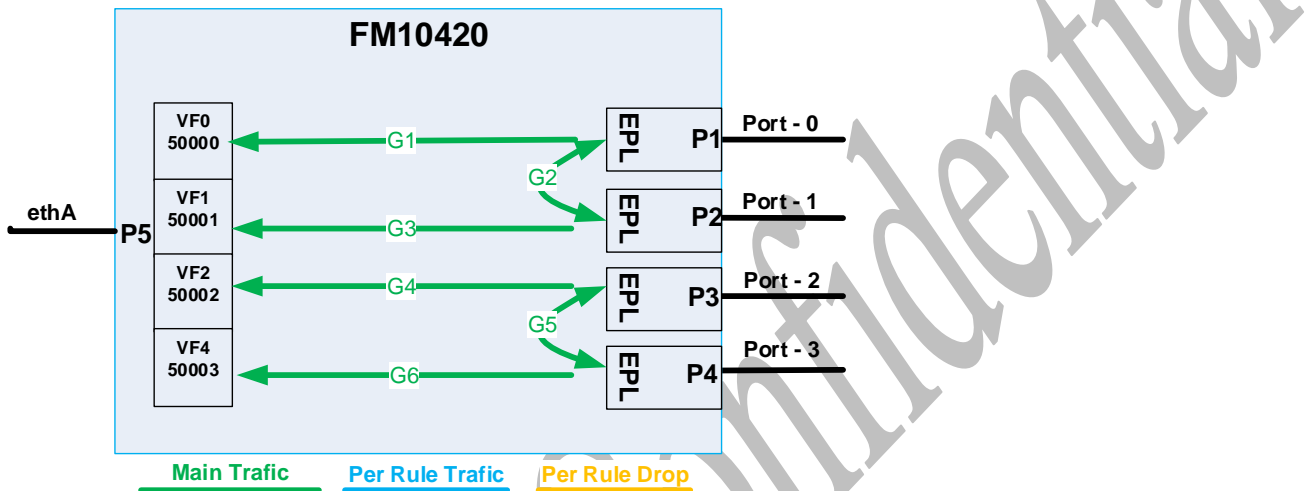 FM10420
VF0
50000
G1
EPL
P1
Port - 0
G2
ethA
P5
VF1
50001
G3
EPL
P2
Port - 1
VF2
50002
G4
EPL
P3
Port - 2
G5
VF4
50003
G6
EPL
P4
Port - 3
Main Trafic
Per Rule Trafic
Per Rule Drop
onfidential